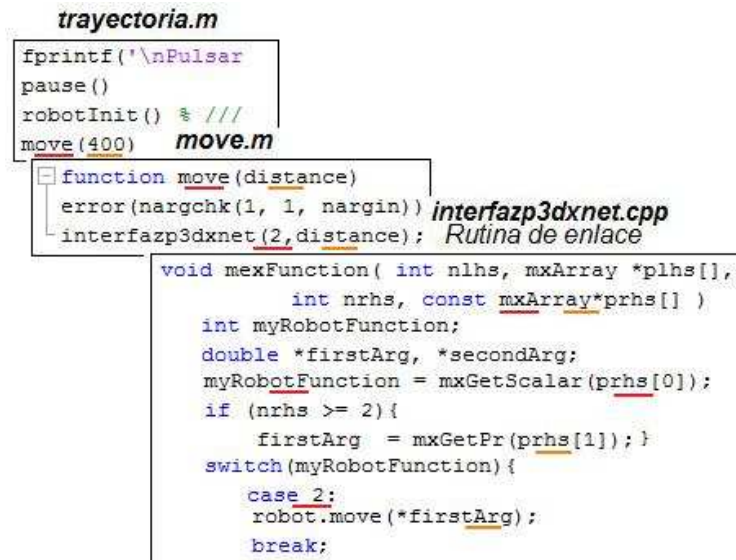 trayectoria.m
fprintf('\nPulsar
pause()
robotInit() % ///
move(400)
move.m
function move(distance)
error(nargchk(1, 1, nargin))
interfazp3dxnet(2,distance);
interfazp3dxnet.cpp
Rutina de enlace
void mexFunction( int nlhs, mxArray *plhs[],
int nrhs, const mxArray*prhs[] )
int myRobotFunction;
double *firstArg, *secondArg;
myRobotFunction = mxGetScalar(prhs[0]);
if (nrhs >= 2){
firstArg = mxGetPr(prhs[1]);}
switch(myRobotFunction){
case 2:
robot.move(*firstArg);
break;